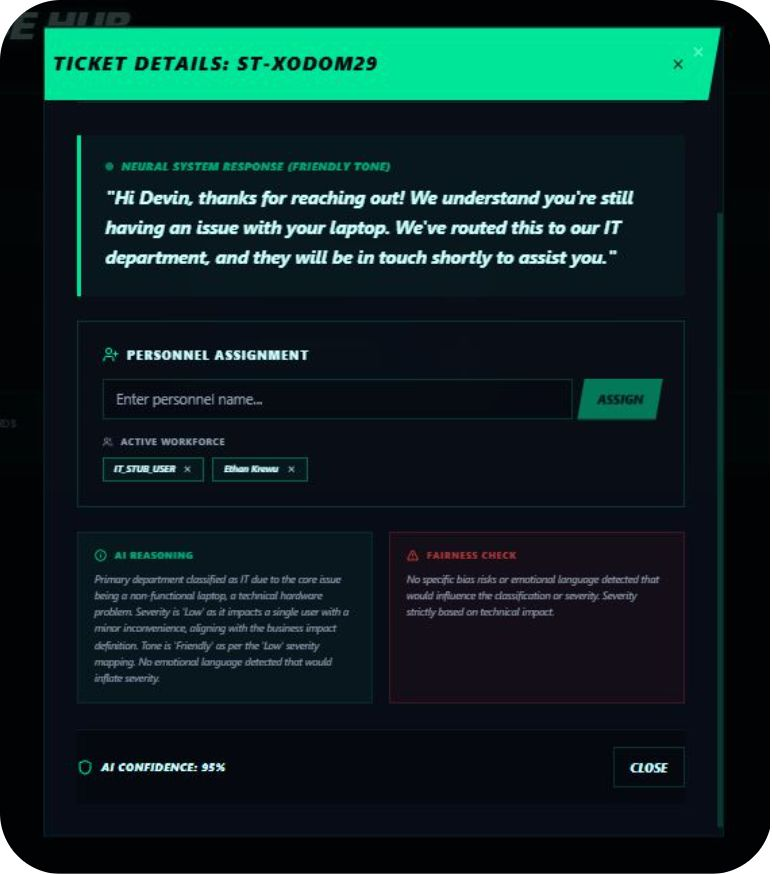 E HUB
TICKET DETAILS: ST-XODOM29
NEURAL SYSTEM RESPONSE (FRIENDLY TONE)
"Hi Devin, thanks for reaching out! We understand you're still
having an issue with your laptop. We've routed this to our IT
department, and they will be in touch shortly to assist you."
PERSONNEL ASSIGNMENT
Enter personnel name...
ASSIGN
ACTIVE WORKFORCE
IT_STUB_USER ×
Ethan Krewu ×
AI REASONING
Primary department classified as IT due to the core issue
being a non-functional laptop, a technical hardware
problem. Severity is 'Low' as it impacts a single user with a
minor inconvenience, aligning with the business impact
definition. Tone is 'Friendly' as per the 'Low' severity
mapping. No emotional language detected that would
inflate severity.
FAIRNESS CHECK
No specific bias risks or emotional language detected that
would influence the classification or severity. Severity
strictly based on technical impact.
AI CONFIDENCE: 95%
CLOSE